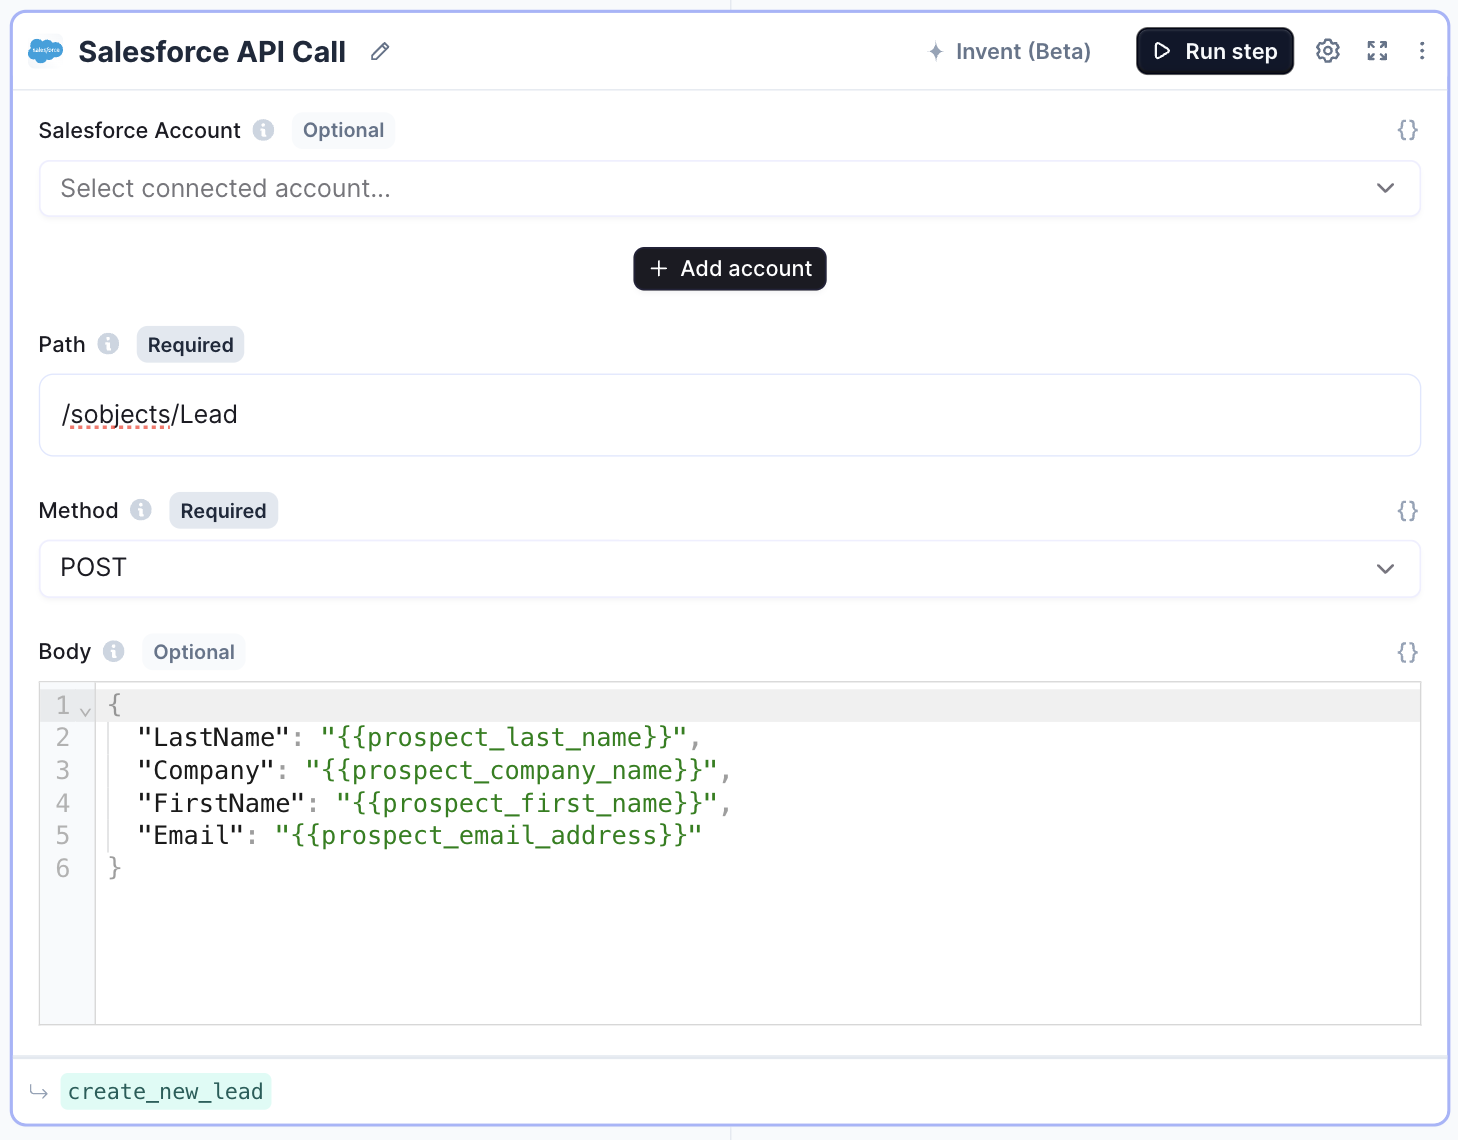 salesforce
Salesforce API Call
Invent (Beta)
Run step
Salesforce Account
Optional
{}
Select connected account...
+ Add account
Path
Required
/sobjects/Lead
Method
Required
{}
POST
Body
Optional
{}
1 {
2 "LastName": "{{prospect_last_name}}",
3 "Company": "{{prospect_company_name}}",
4 "FirstName": "{{prospect_first_name}}",
5 "Email": "{{prospect_email_address}}"
6 }
create_new_lead